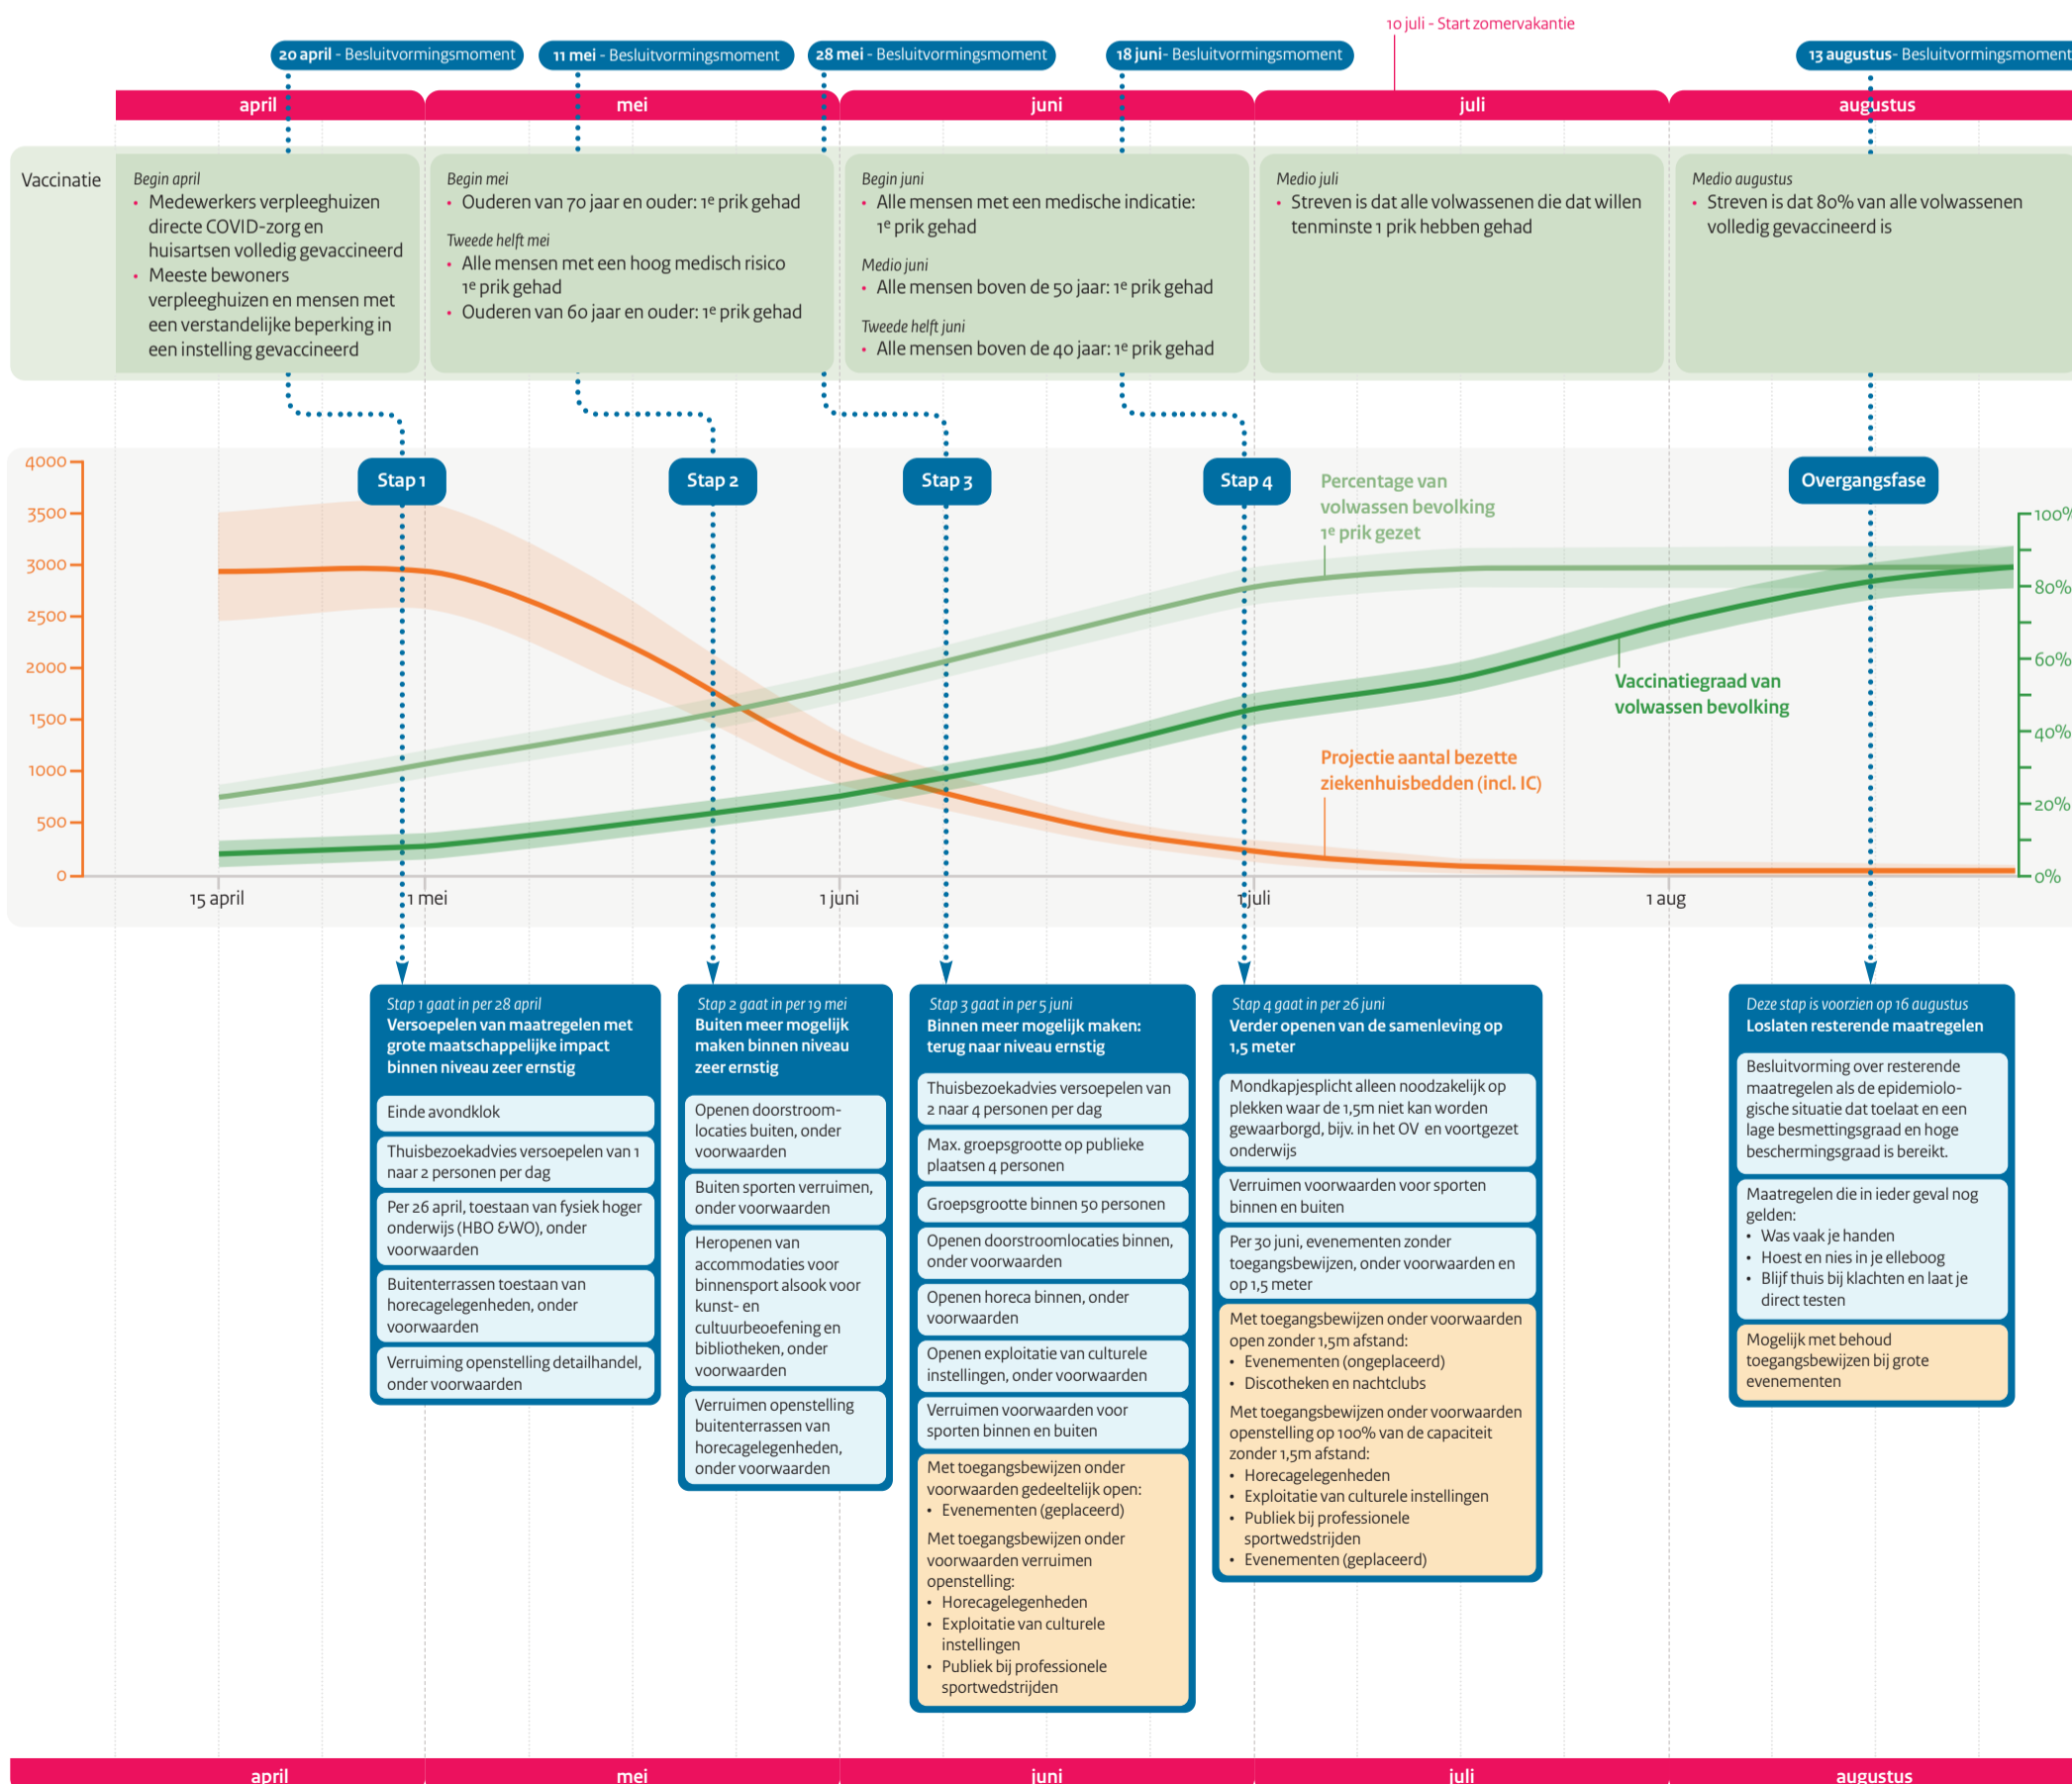 10 juli - Start zomervakantie
20 april - Besluitvormingsmoment
11 mei - Besluitvormingsmoment
28 mei - Besluitvormingsmoment
18 juni- Besluitvormingsmoment
13 augustus- Besluitvormingsmoment
april
mei
juni
juli
augustus
Vaccinatie
Begin april
• Medewerkers verpleeghuizen
directe COVID-zorg en
huisartsen volledig gevaccineerd
• Meeste bewoners
verpleeghuizen en mensen met
een verstandelijke beperking in
een instelling gevaccineerd
Begin mei
• Ouderen van 70 jaar en ouder: 1e prik gehad
Tweede helft mei
• Alle mensen met een hoog medisch risico
1e prik gehad
• Ouderen van 60 jaar en ouder: 1e prik gehad
Begin juni
• Alle mensen met een medische indicatie:
1e prik gehad
Medio juni
• Alle mensen boven de 50 jaar: 1e prik gehad
Tweede helft juni
• Alle mensen boven de 40 jaar: 1e prik gehad
Medio juli
• Streven is dat alle volwassenen die dat willen
tenminste 1 prik hebben gehad
Medio augustus
• Streven is dat 80% van alle volwassenen
volledig gevaccineerd is
4000
3500
3000
2500
2000
1500
1000
500
0
Stap 1
Stap 2
Stap 3
Stap 4
Overgangsfase
Percentage van
volwassen bevolking
1e prik gezet
Vaccinatiegraad van
volwassen bevolking
Projectie aantal bezette
ziekenhuisbedden (incl. IC)
100%
80%
60%
40%
20%
0%
15 april
1 mei
1 juni
1 juli
1 aug
Stap 1 gaat in per 28 april
Versoepelen van maatregelen met
grote maatschappelijke impact
binnen niveau zeer ernstig
Einde avondklok
Thuisbezoekadvies versoepelen van 1
naar 2 personen per dag
Per 26 april, toestaan van fysiek hoger
onderwijs (HBO &WO), onder
voorwaarden
Buitenterrassen toestaan van
horecagelegenheden, onder
voorwaarden
Verruiming openstelling detailhandel,
onder voorwaarden
Stap 2 gaat in per 19 mei
Buiten meer mogelijk
maken binnen niveau
zeer ernstig
Openen doorstroom-
locaties buiten, onder
voorwaarden
Buiten sporten verruimen,
onder voorwaarden
Heropenen van
accommodaties voor
binnensport alsook voor
kunst- en
cultuurbeoefening en
bibliotheken, onder
voorwaarden
Verruimen openstelling
buitenterrassen van
horecagelegenheden,
onder voorwaarden
Stap 3 gaat in per 5 juni
Binnen meer mogelijk maken:
terug naar niveau ernstig
Thuisbezoekadvies versoepelen van
2 naar 4 personen per dag
Max. groepsgrootte op publieke
plaatsen 4 personen
Groepsgrootte binnen 50 personen
Openen doorstroomlocaties binnen,
onder voorwaarden
Openen horeca binnen, onder
voorwaarden
Openen exploitatie van culturele
instellingen, onder voorwaarden
Verruimen voorwaarden voor
sporten binnen en buiten
Met toegangsbewijzen onder
voorwaarden gedeeltelijk open:
• Evenementen (geplaceerd)
Met toegangsbewijzen onder
voorwaarden verruimen
openstelling:
• Horecagelegenheden
• Exploitatie van culturele
instellingen
• Publiek bij professionele
sportwedstrijden
Stap 4 gaat in per 26 juni
Verder openen van de samenleving op
1,5 meter
Mondkapjesplicht alleen noodzakelijk op
plekken waar de 1,5m niet kan worden
gewaarborgd, bijv. in het OV en voortgezet
onderwijs
Verruimen voorwaarden voor sporten
binnen en buiten
Per 30 juni, evenementen zonder
toegangsbewijzen, onder voorwaarden en
op 1,5 meter
Met toegangsbewijzen onder voorwaarden
open zonder 1,5m afstand:
• Evenementen (ongeplaceerd)
• Discotheken en nachtclubs
Met toegangsbewijzen onder voorwaarden
openstelling op 100% van de capaciteit
zonder 1,5m afstand:
• Horecagelegenheden
• Exploitatie van culturele instellingen
• Publiek bij professionele
sportwedstrijden
• Evenementen (geplaceerd)
Deze stap is voorzien op 16 augustus
Loslaten resterende maatregelen
Besluitvorming over resterende
maatregelen als de epidemiolo-
gische situatie dat toelaat en een
lage besmettingsgraad en hoge
beschermingsgraad is bereikt.
Maatregelen die in ieder geval nog
gelden:
• Was vaak je handen
• Hoest en nies in je elleboog
• Blijf thuis bij klachten en laat je
direct testen
Mogelijk met behoud
toegangsbewijzen bij grote
evenementen
april
mei
juni
juli
augustus